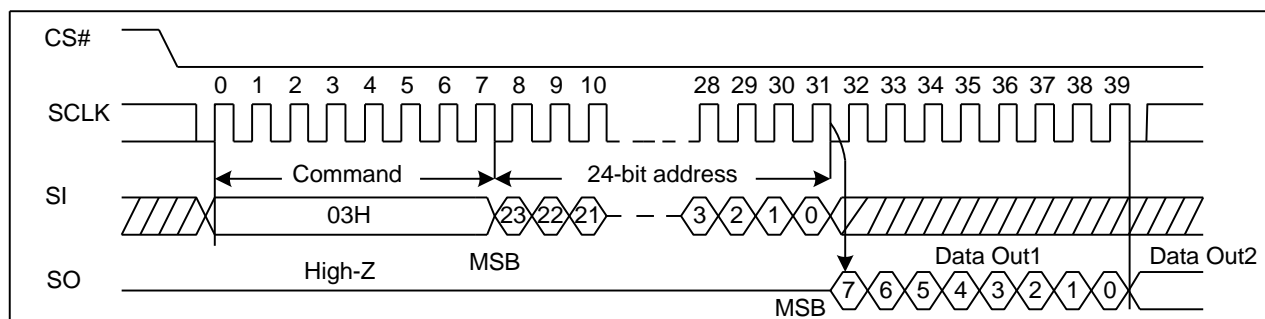 CS#
0 1 2 3 4 5 6 7 8 9 10 28 29 30 31 32 33 34 35 36 37 38 39
SCLK
Command 24-bit address
SI 03H 23 22 21 3 2 1 0
High-Z MSB Data Out1 Data Out2
SO MSB 7 6 5 4 3 2 1 0